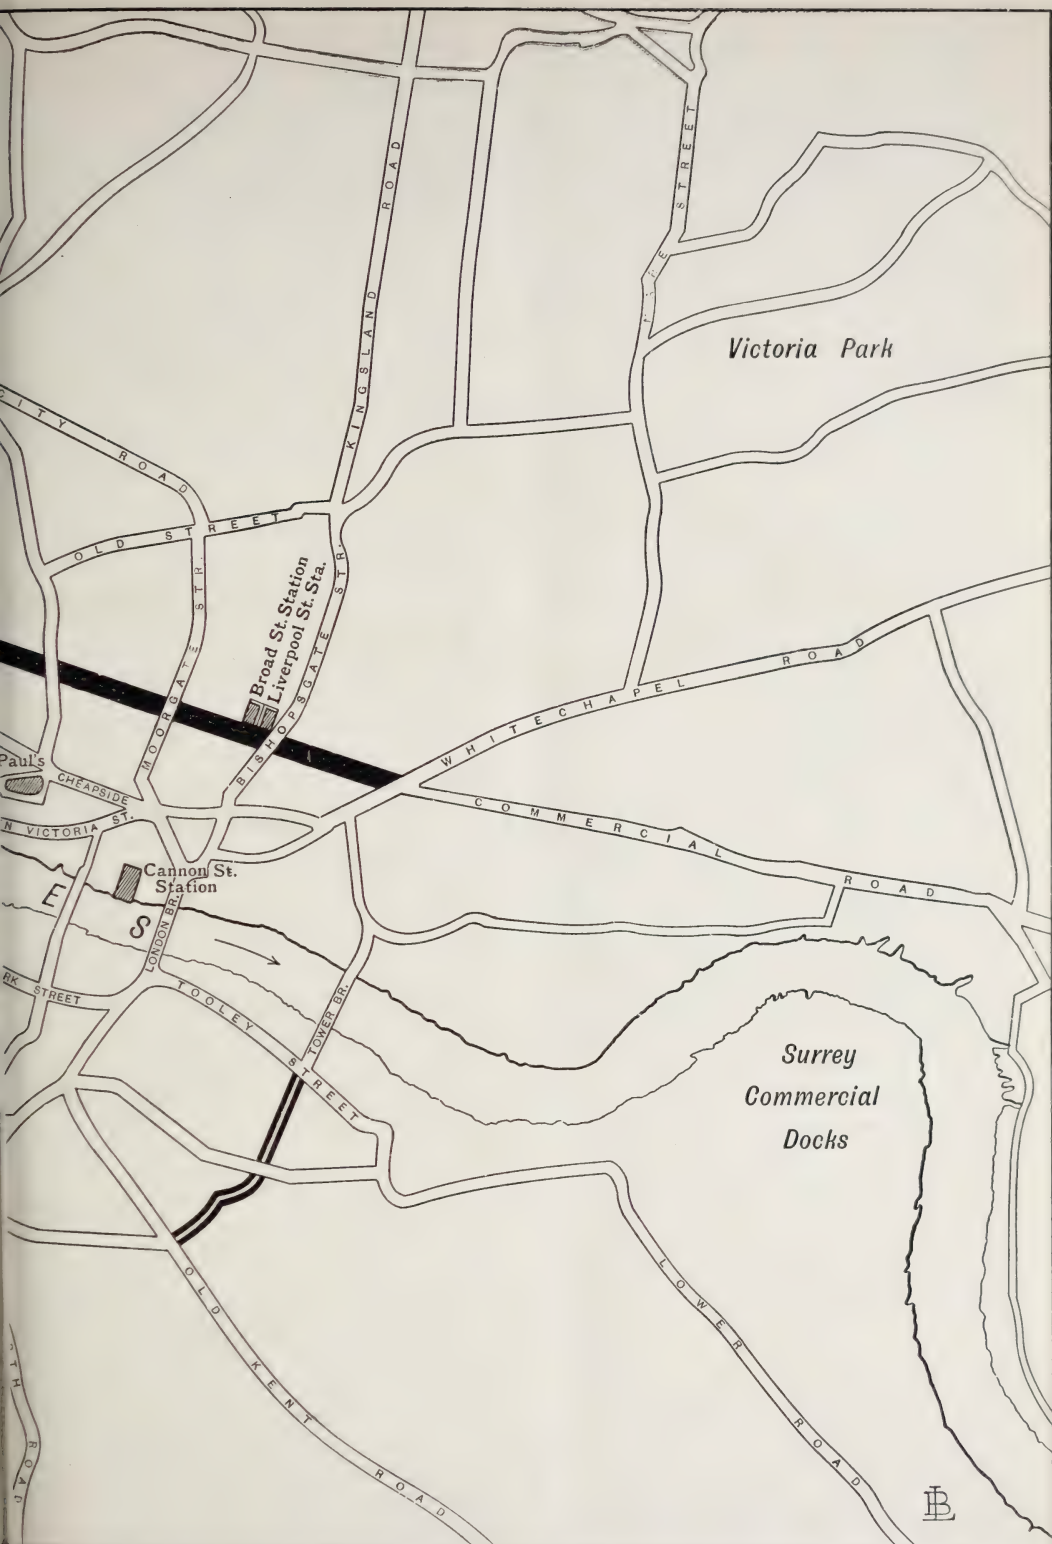 KINGSLAND ROAD
STREET
Victoria Park
CITY ROAD
OLD STREET
MOORGATE STR.
BISHOPSGATE STR.
Broad St. Station
Liverpool St. Sta.
WHITECHAPEL ROAD
Paul's
CHEAPSIDE
N VICTORIA ST.
COMMERCIAL ROAD
Cannon St.
Station
E S
LONDON BR.
RK STREET
TOOLEY STREET
TOWER BR.
Surrey
Commercial
Docks
OLD KENT ROAD
LOWER ROAD
TH ROAD